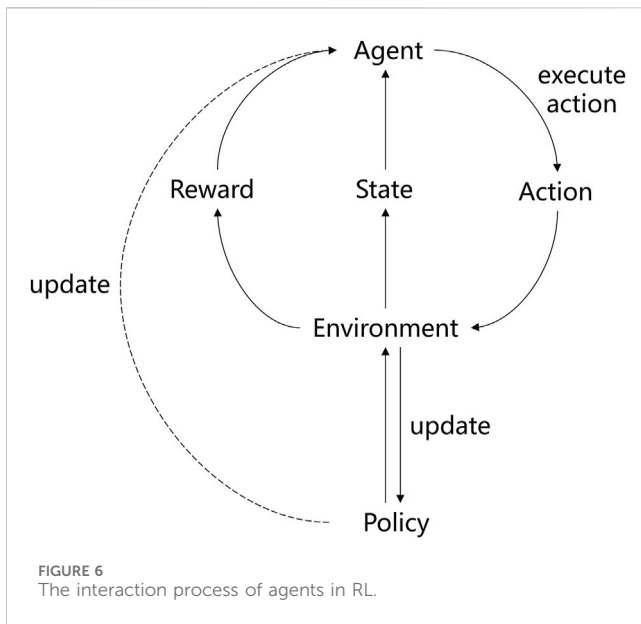 Agent
execute
action
Reward
State
Action
update
Environment
update
Policy
FIGURE 6
The interaction process of agents in RL.